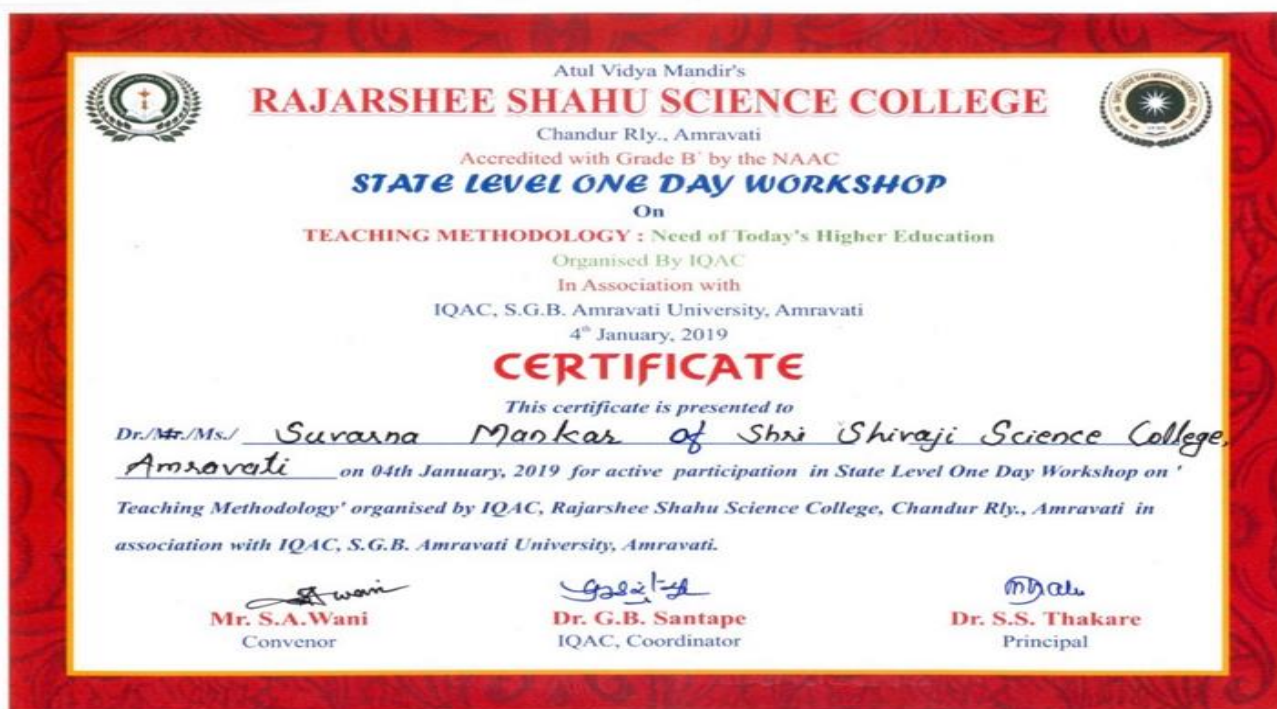 Atul Vidya Mandir's
RAJARSHEE SHAHU SCIENCE COLLEGE
Chandur Rly., Amravati
Accredited with Grade B+ by the NAAC
STATE LEVEL ONE DAY WORKSHOP
On
TEACHING METHODOLOGY : Need of Today's Higher Education
Organised By IQAC
In Association with
IQAC, S.G.B. Amravati University, Amravati
4th January, 2019
CERTIFICATE
This certificate is presented to
Dr./Mr./Ms./ Suvarna Mankar of Shri Shivaji Science College,
Amravati on 04th January, 2019 for active participation in State Level One Day Workshop on '
Teaching Methodology' organised by IQAC, Rajarshee Shahu Science College, Chandur Rly., Amravati in
association with IQAC, S.G.B. Amravati University, Amravati.
Mr. S.A.Wani Dr. G.B. Santape Dr. S.S. Thakare
Convenor IQAC, Coordinator Principal